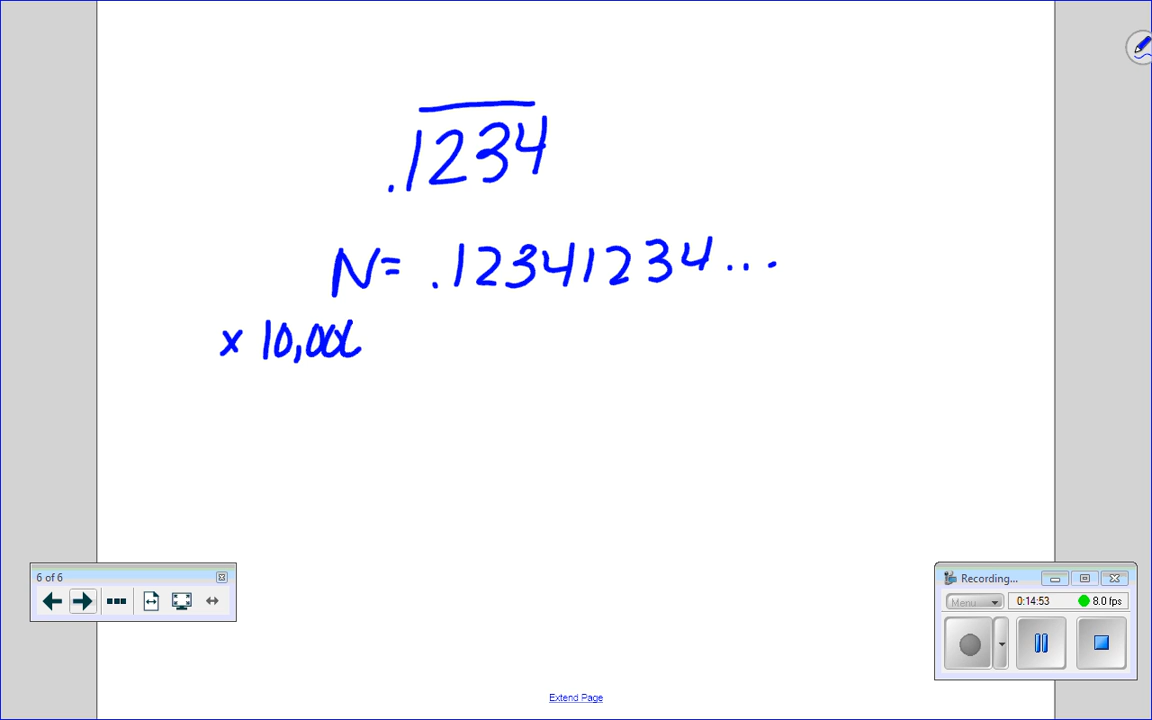 .1234
N= .12341234...
x 10,000
6 of 6
Recording...
Menu
0:14:53
8.0 fps
Extend Page